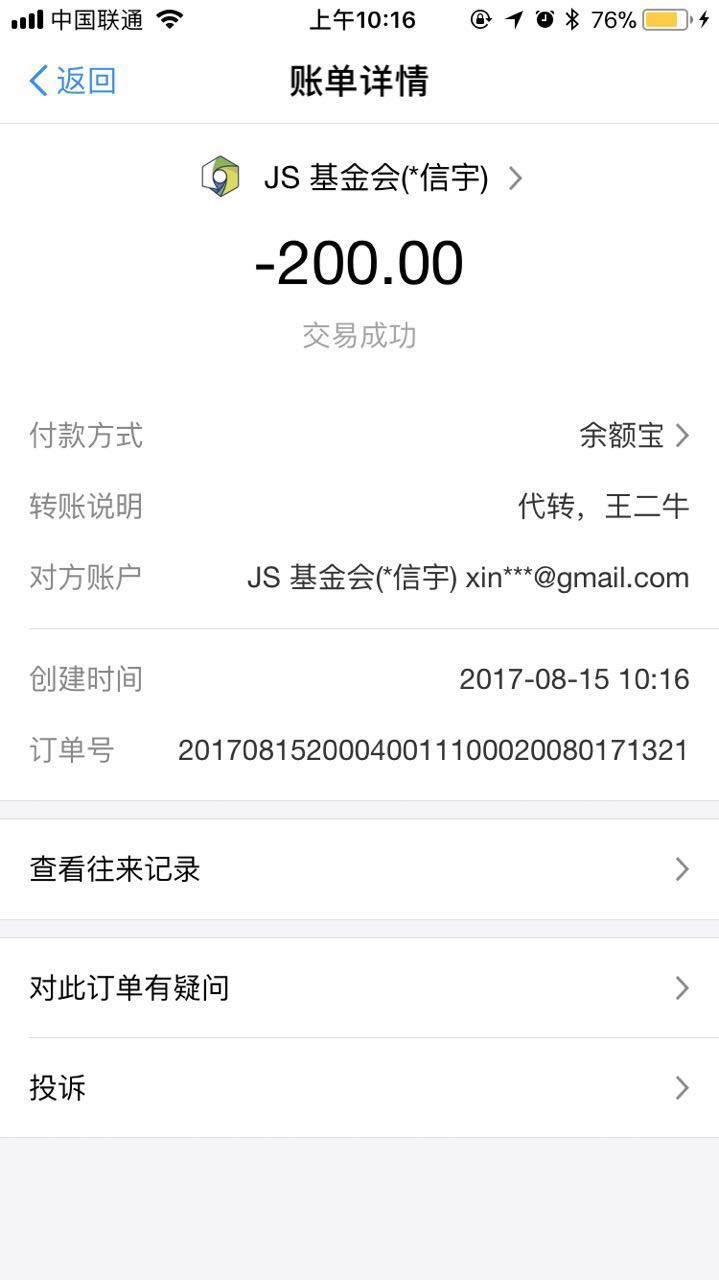 中国联通 上午10:16 76%
返回 账单详情
JS 基金会(*信宇)
-200.00
交易成功
付款方式 余额宝
转账说明 代转，王二牛
对方账户 JS 基金会(*信宇) xin***@gmail.com
创建时间 2017-08-15 10:16
订单号 20170815200040011100020080171321
查看往来记录
对此订单有疑问
投诉